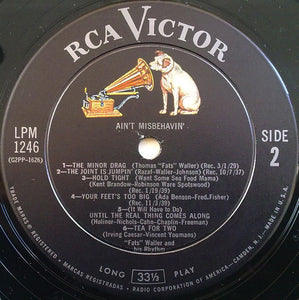 RCA VICTOR
LPM
1246
(G2PP-1626)
AIN'T MISBEHAVIN'
SIDE
2
1—THE MINOR DRAG (Thomas "Fats" Waller) (Rec. 3/1/29)
2—THE JOINT IS JUMPIN' (Razaf-Waller-Johnson) (Rec. 10/7/37)
3—HOLD TIGHT (Want Some Sea Food Mama)
(Kent Brandow-Robinson Ware Spotswood)
(Rec. 1/19/39)
4—YOUR FEET'S TOO BIG (Ada Benson-Fred.Fisher)
(Rec. 11/3/39)
5—(It Will Have to Do)
UNTIL THE REAL THING COMES ALONG
(Holiner-Nichols-Cahn-Chaplin-Freeman)
6—TEA FOR TWO
(Irving Caesar-Vincent Youmans)
"Fats" Waller and
his Rhythm
LONG 33⅓ PLAY
TRADE MARKS ® REGISTERED • MARCAS REGISTRADAS • RADIO CORPORATION OF AMERICA — CAMDEN, N. J. — MADE IN U.S.A.